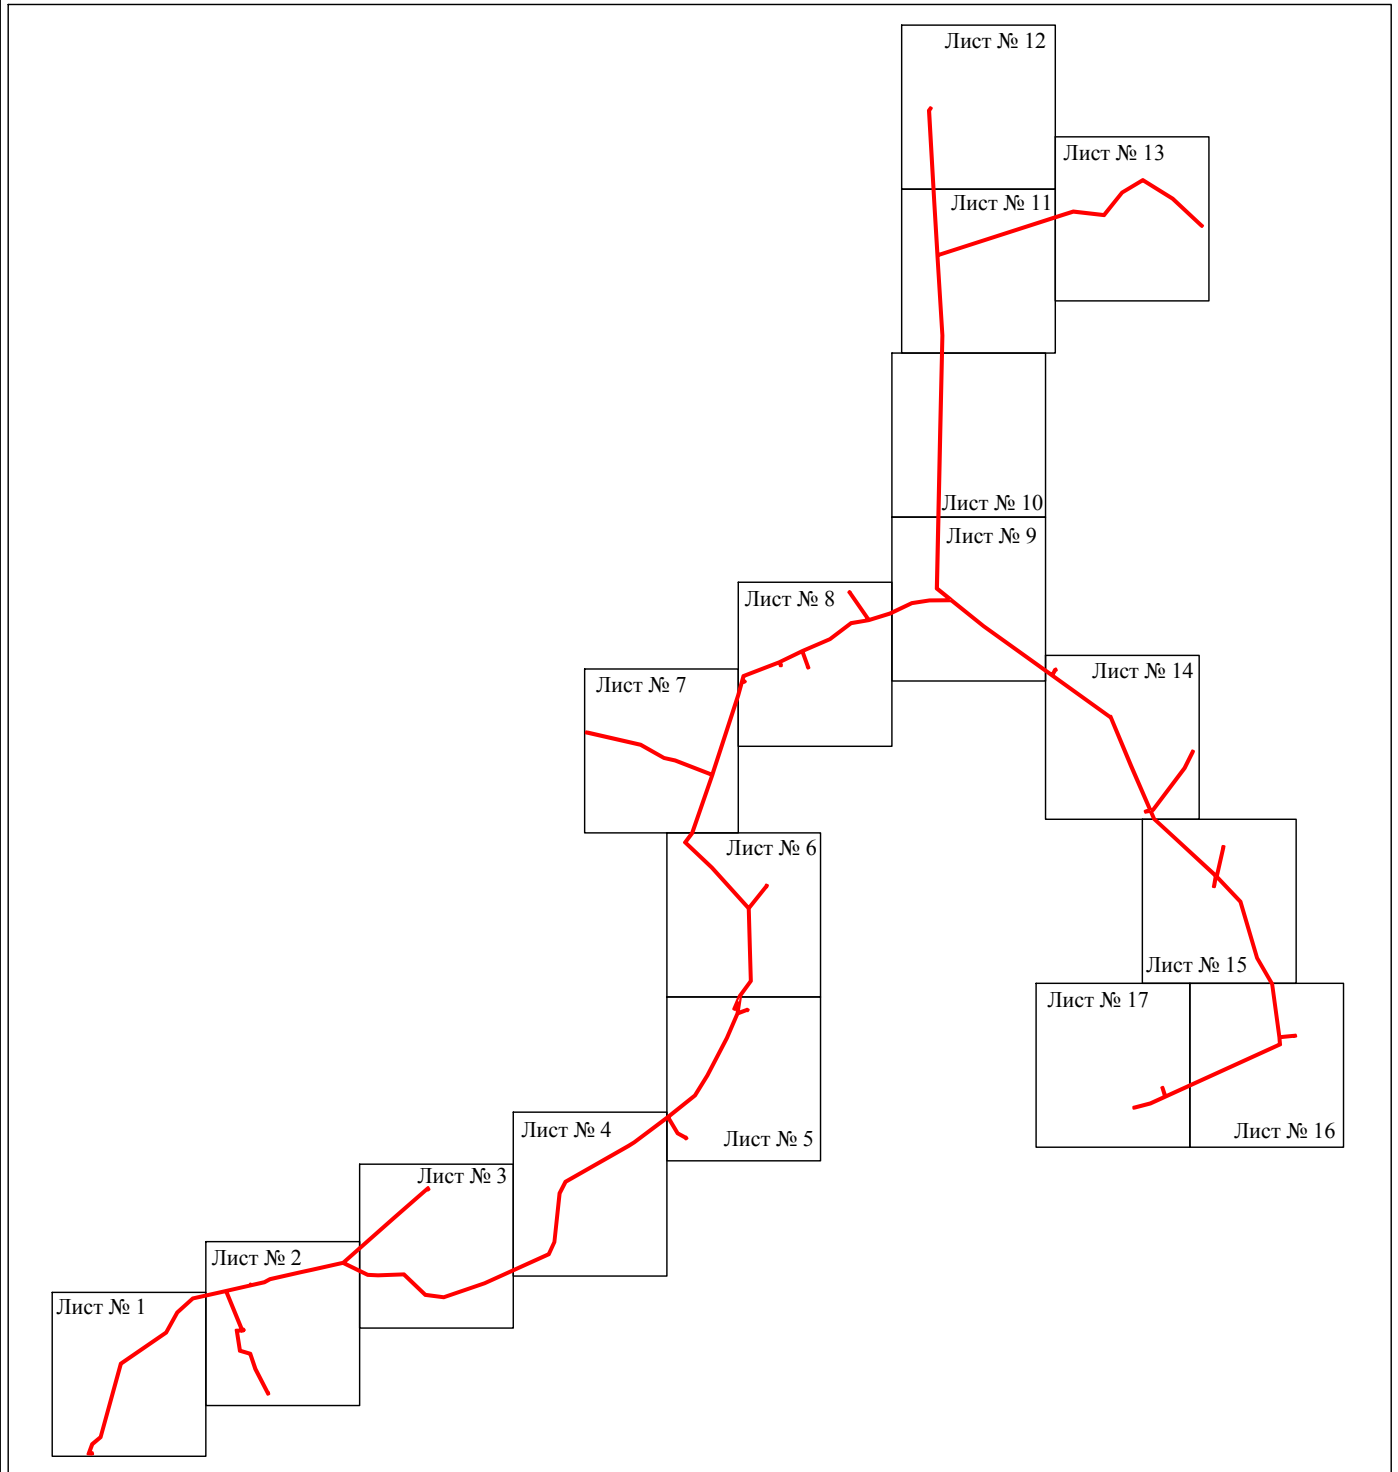 Лист № 12
Лист № 13
Лист № 11
Лист № 10
Лист № 9
Лист № 8
Лист № 14
Лист № 7
Лист № 6
Лист № 15
Лист № 17
Лист № 4
Лист № 5
Лист № 16
Лист № 3
Лист № 2
Лист № 1